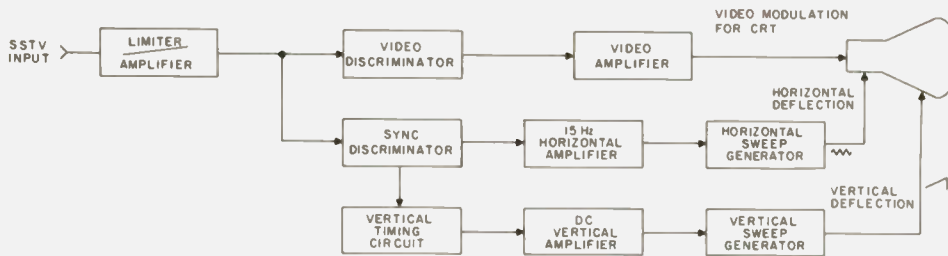 SSTV
INPUT
LIMITER
AMPLIFIER
VIDEO
DISCRIMINATOR
VIDEO
AMPLIFIER
VIDEO MODULATION
FOR CRT
SYNC
DISCRIMINATOR
15 Hz
HORIZONTAL
AMPLIFIER
HORIZONTAL
SWEEP
GENERATOR
HORIZONTAL
DEFLECTION
VERTICAL
TIMING
CIRCUIT
DC
VERTICAL
AMPLIFIER
VERTICAL
SWEEP
GENERATOR
VERTICAL
DEFLECTION